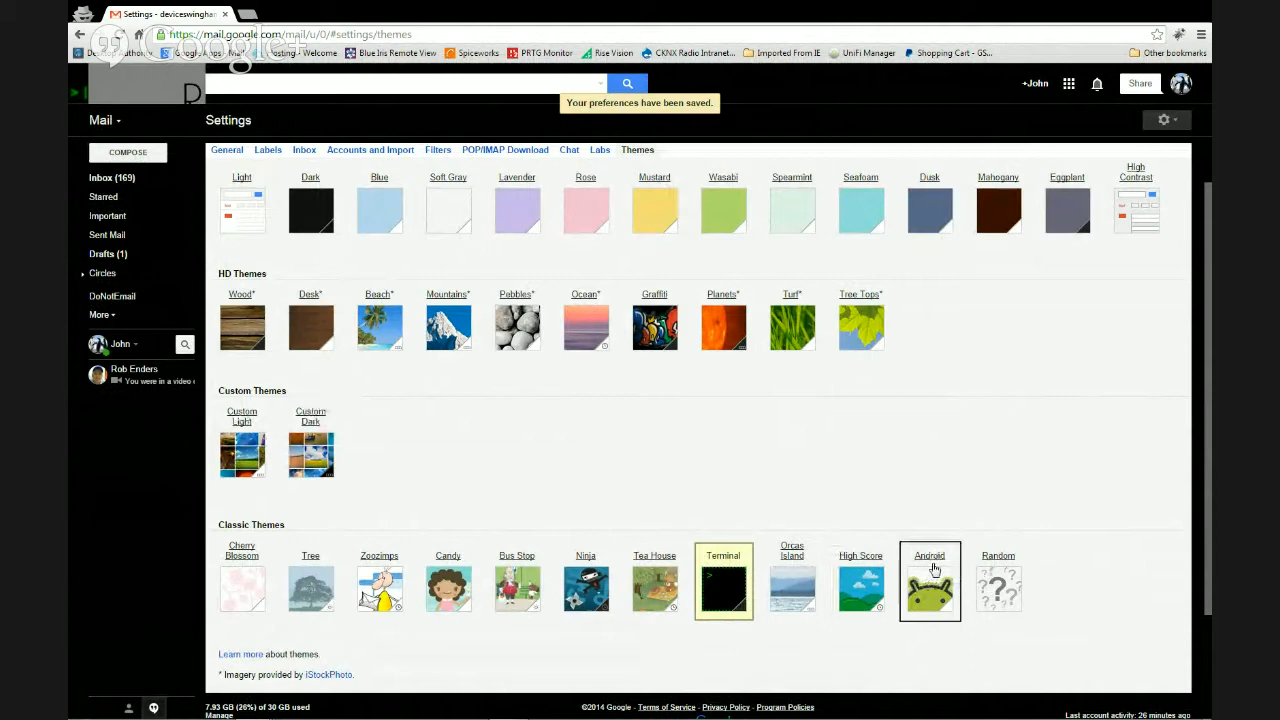 Settings - deviceswinghan
https://mail.google.com/mail/u/0/#settings/themes
Google+
Google Apps
Hosting - Welcome
Blue Iris Remote View
Spiceworks
PRTG Monitor
Rise Vision
CKNX Radio Intranet...
Imported From IE
UniFi Manager
Shopping Cart - GS...
Other bookmarks
> D
+John
Share
Your preferences have been saved.
Mail
Settings
COMPOSE
General Labels Inbox Accounts and Import Filters POP/IMAP Download Chat Labs Themes
Inbox (169)
Starred
Important
Sent Mail
Drafts (1)
Circles
DoNotEmail
More
John
Rob Enders
You were in a video
Light Dark Blue Soft Gray Lavender Rose Mustard Wasabi Spearmint Seafoam Dusk Mahogany Eggplant High Contrast
HD Themes
Wood* Desk* Beach* Mountains* Pebbles* Ocean* Graffiti Planets* Turf* Tree Tops*
Custom Themes
Custom Light Custom Dark
Classic Themes
Cherry Blossom Tree Zoozimps Candy Bus Stop Ninja Tea House Terminal Orcas Island High Score Android Random
>
?
Learn more about themes.
* Imagery provided by iStockPhoto.
7.93 GB (26%) of 30 GB used
Manage
©2014 Google - Terms of Service - Privacy Policy - Program Policies
Last account activity: 26 minutes ago